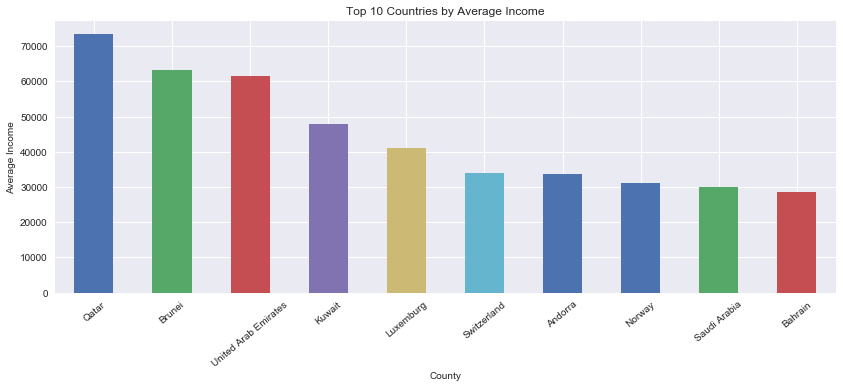 Top 10 Countries by Average Income
Average Income
70000
60000
50000
40000
30000
20000
10000
0
Qatar
Brunei
United Arab Emirates
Kuwait
Luxemburg
Switzerland
Andorra
Norway
Saudi Arabia
Bahrain
County